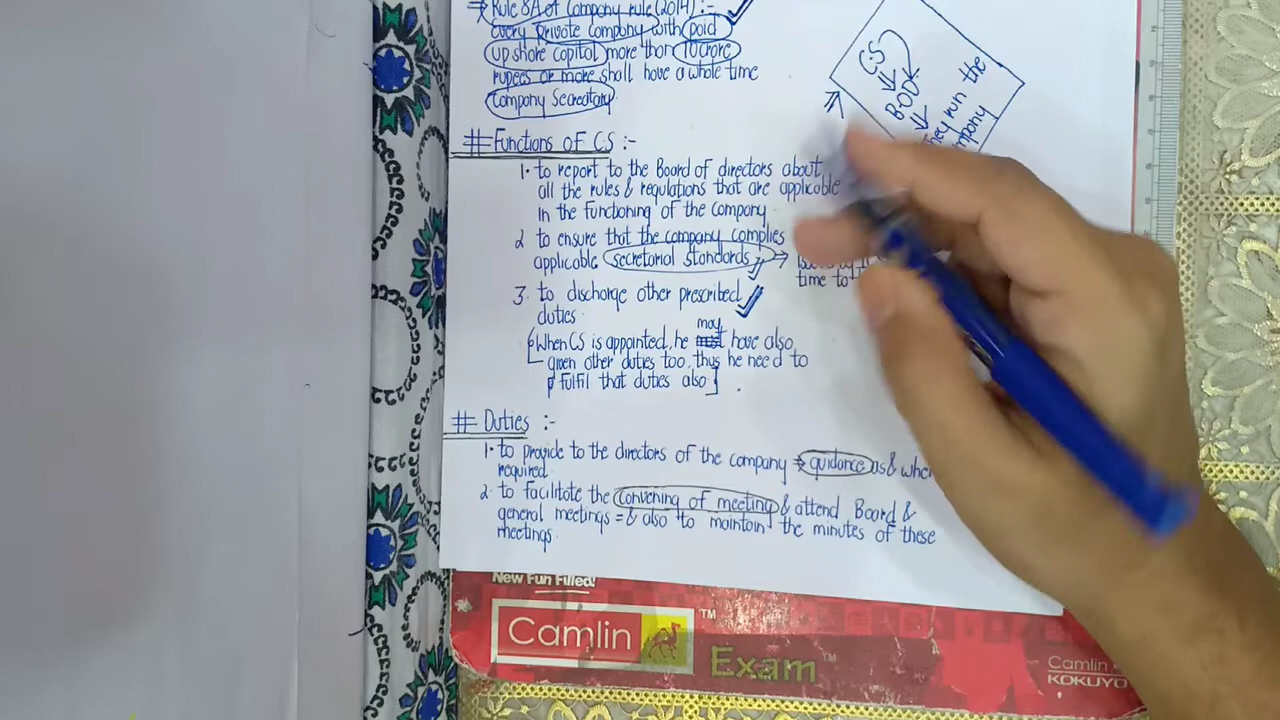 ⇒ Rule 8A of Company rule (2014) :-
every private company with paid
up share capital more than 10 crore
rupees or more shall have a whole time
Company Secreatary
# Functions of CS :-
1. to report to the Board of directors about
all the rules & regulations that are applicable
in the functioning of the company
2 to ensure that the company complies
applicable secretarial standards →
time to
3. to discharge other prescribed
duties
[When CS is appointed, he may have also
given other duties too, thus he need to
fulfil that duties also]
# Duties :-
1. to provide to the directors of the company → guidance as & when
required.
2. to facilitate the convening of meeting & attend Board &
general meetings = & also to maintain the minutes of these
meetings
CS
BOD
They run the
company
New Fun Filled!
Camlin ™
Exam ™
Camlin
KOKUYO